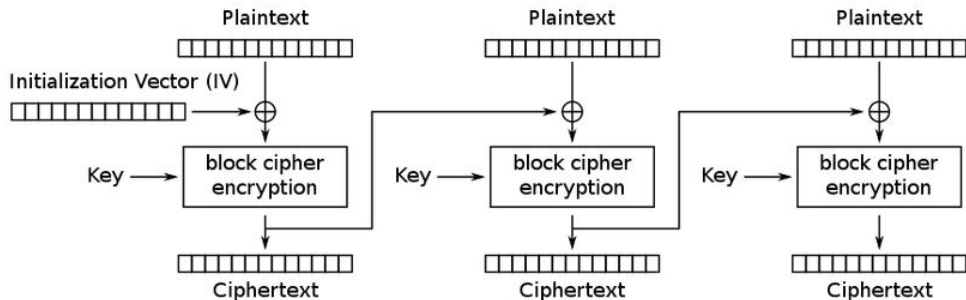 Plaintext
Plaintext
Plaintext
Initialization Vector (IV)
Key
block cipher
encryption
Key
block cipher
encryption
Key
block cipher
encryption
Ciphertext
Ciphertext
Ciphertext